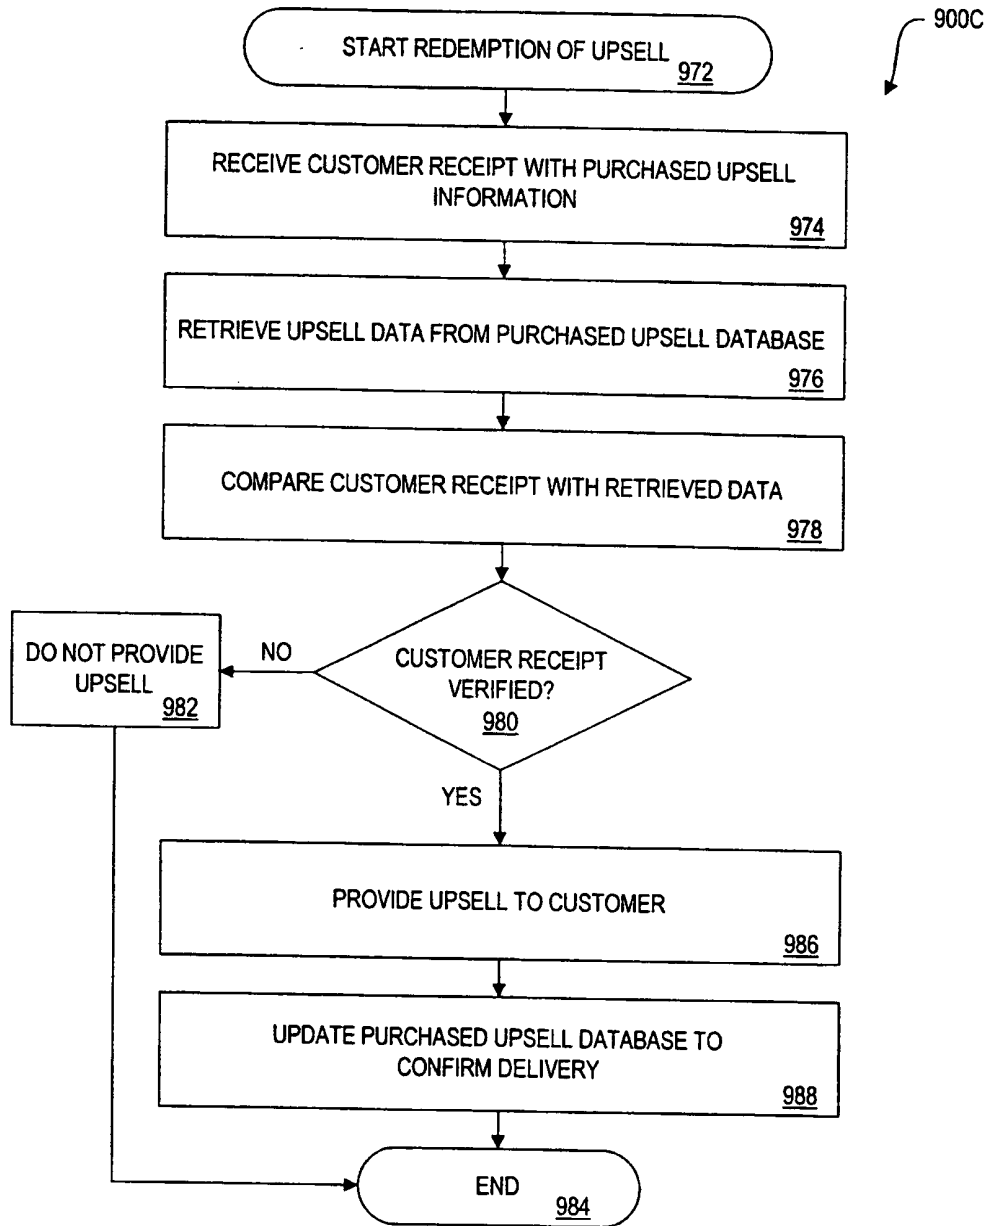 900C
START REDEMPTION OF UPSELL
972
RECEIVE CUSTOMER RECEIPT WITH PURCHASED UPSELL
INFORMATION
974
RETRIEVE UPSELL DATA FROM PURCHASED UPSELL DATABASE
976
COMPARE CUSTOMER RECEIPT WITH RETRIEVED DATA
978
CUSTOMER RECEIPT
VERIFIED?
980
NO
DO NOT PROVIDE
UPSELL
982
YES
PROVIDE UPSELL TO CUSTOMER
986
UPDATE PURCHASED UPSELL DATABASE TO
CONFIRM DELIVERY
988
END
984